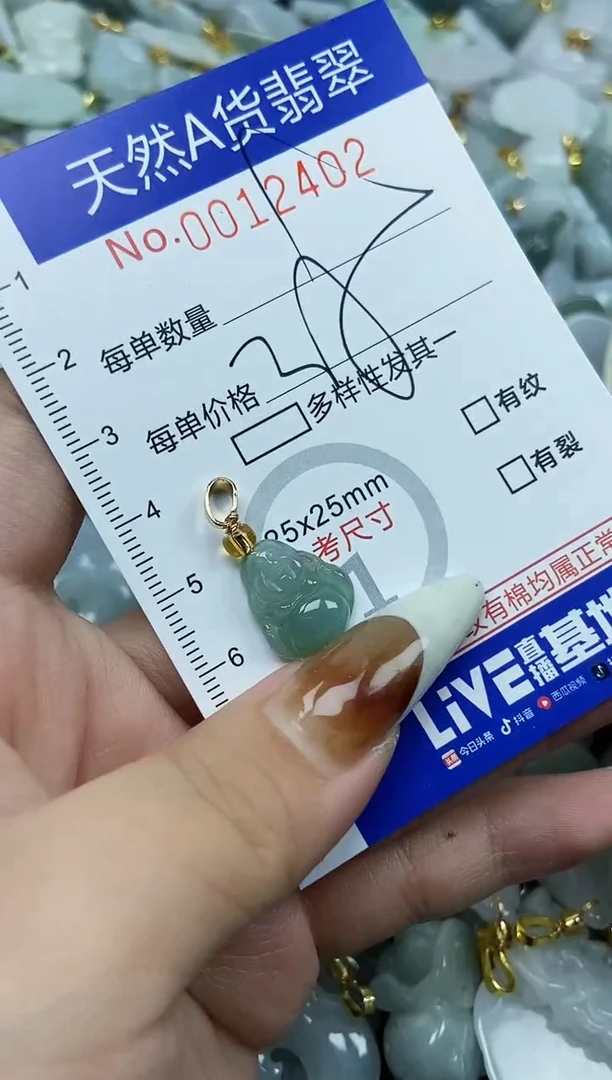 天然A货翡翠
No.0012402
每单数量
每单价格
多样性发其一
有纹
有裂
25x25mm
考尺寸
1
有棉均属正常
LiVE直播基地
今日头条 抖音 西瓜视频
1
2
3
4
5
6